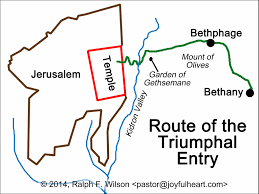 Bethphage
Mount of
Olives
Jerusalem
Temple
Garden of
Gethsemane
Bethany
Kidron Valley
Route of the
Triumphal
Entry
© 2014, Ralph F. Wilson <pastor@joyfulheart.com>